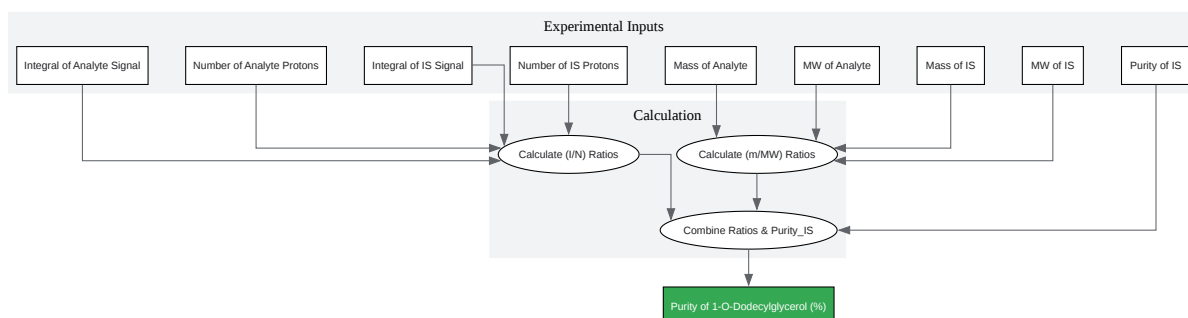 Experimental Inputs
Integral of Analyte Signal
Number of Analyte Protons
Integral of IS Signal
Number of IS Protons
Mass of Analyte
MW of Analyte
Mass of IS
MW of IS
Purity of IS
Calculation
Calculate (I/N) Ratios
Calculate (m/MW) Ratios
Combine Ratios & Purity_IS
Purity of 1-O-Dodecylglycerol (%)